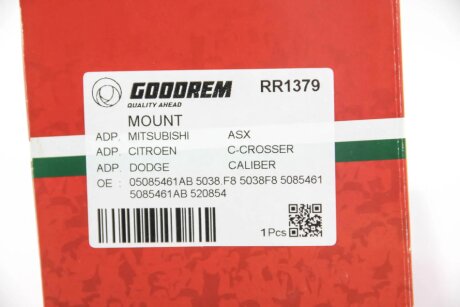 GOODREM RR1379
QUALITY AHEAD
MOUNT
ADP. MITSUBISHI ASX
ADP. CITROEN C-CROSSER
ADP. DODGE CALIBER
OE : 05085461AB 5038.F8 5038F8 5085461
5085461AB 520854
1Pcs